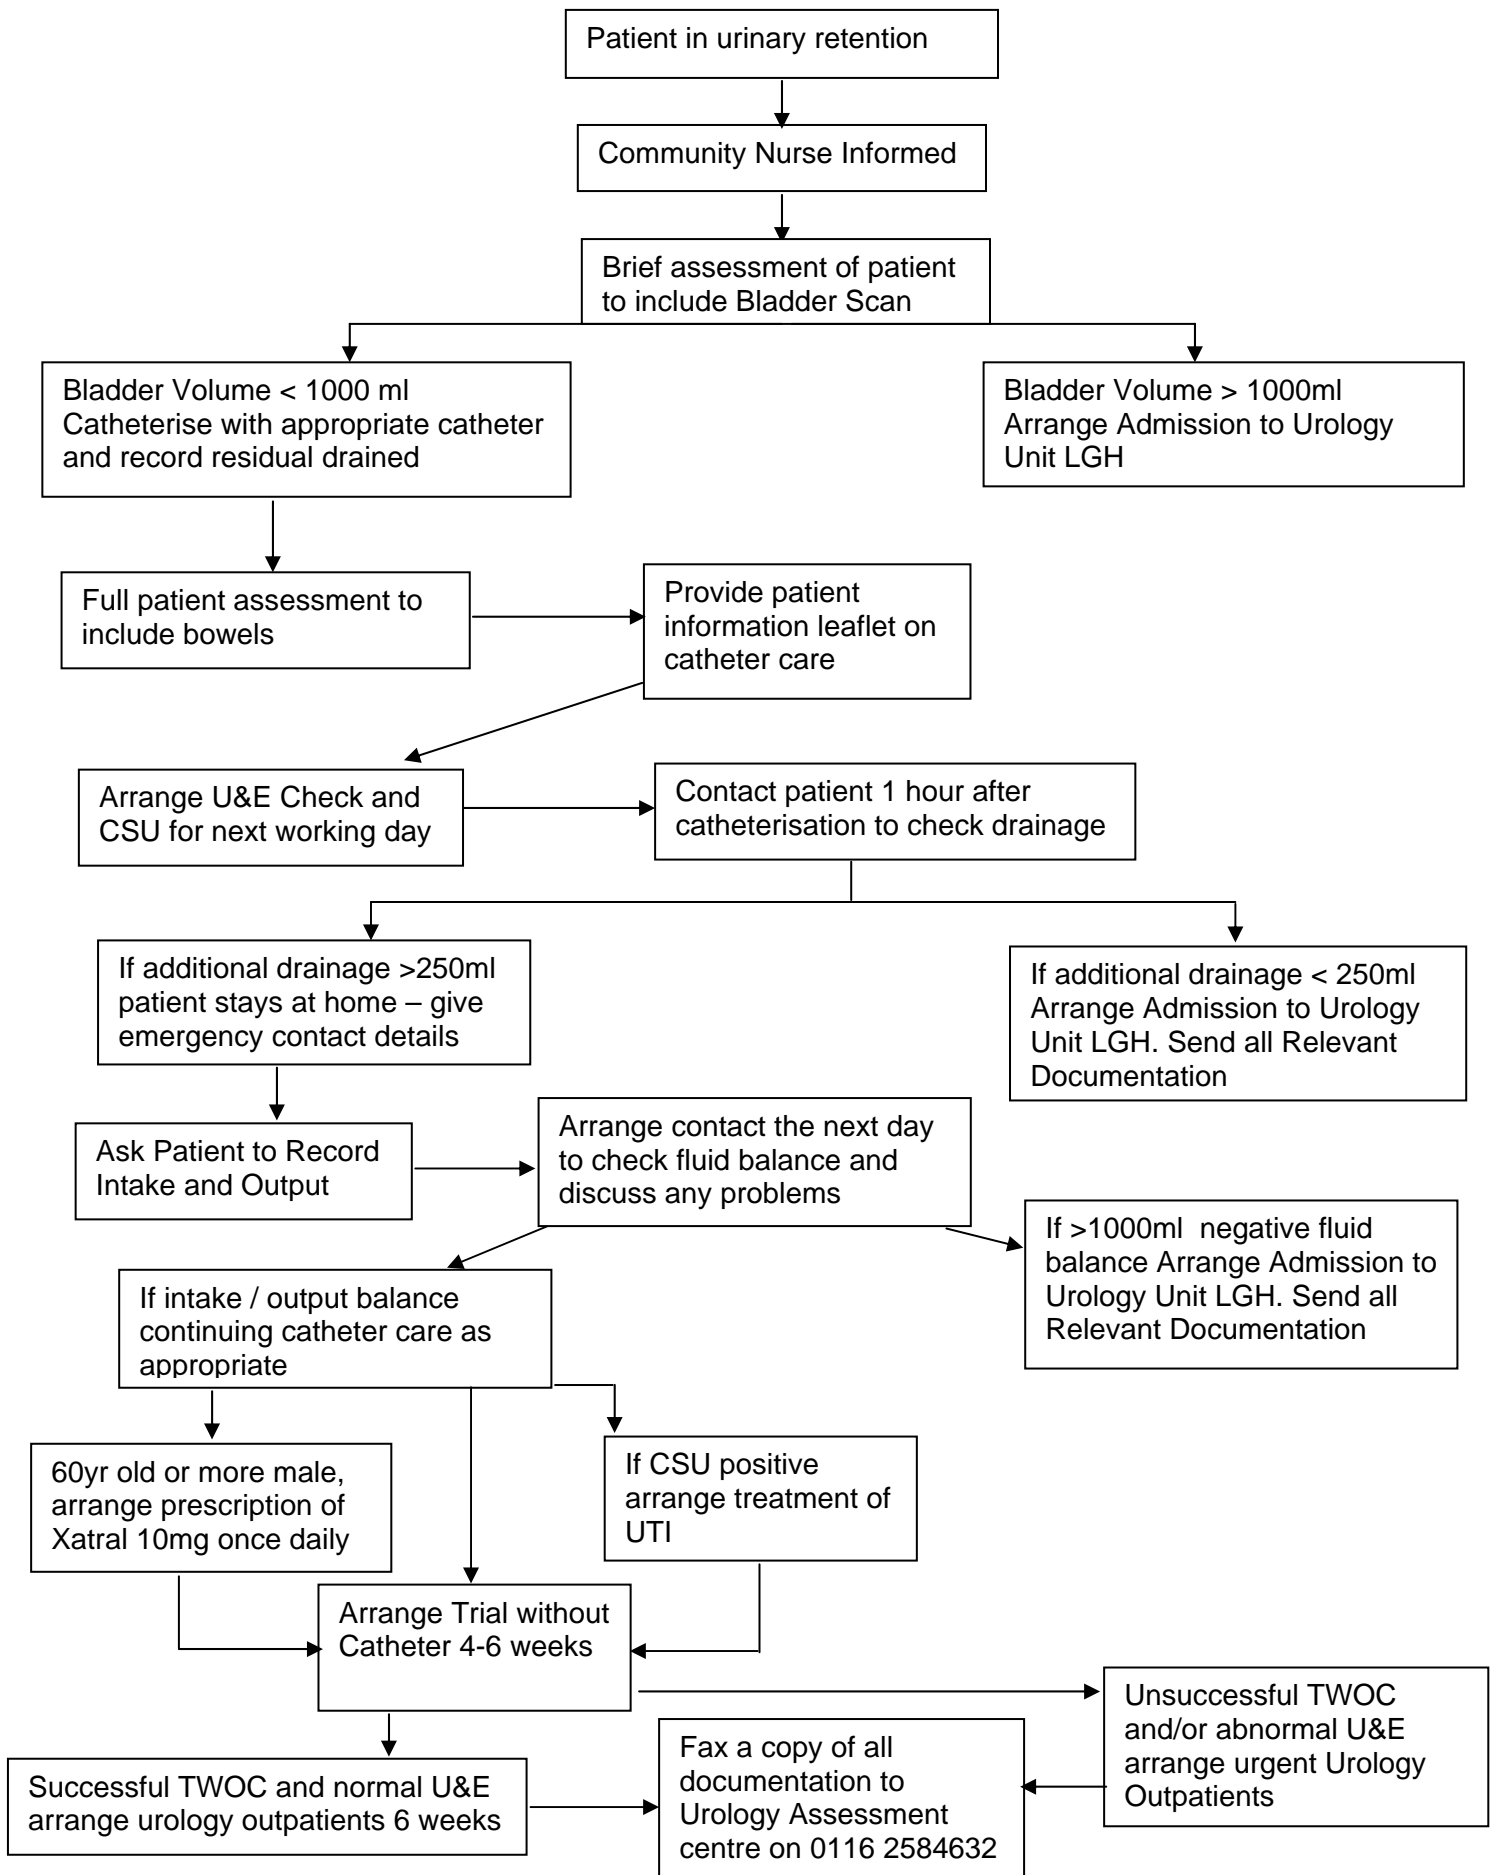 Patient in urinary retention
Community Nurse Informed
Brief assessment of patient
to include Bladder Scan
Bladder Volume < 1000 ml
Catheterise with appropriate catheter
and record residual drained
Bladder Volume > 1000ml
Arrange Admission to Urology
Unit LGH
Full patient assessment to
include bowels
Provide patient
information leaflet on
catheter care
Arrange U&E Check and
CSU for next working day
Contact patient 1 hour after
catheterisation to check drainage
If additional drainage >250ml
patient stays at home – give
emergency contact details
If additional drainage < 250ml
Arrange Admission to Urology
Unit LGH. Send all Relevant
Documentation
Ask Patient to Record
Intake and Output
Arrange contact the next day
to check fluid balance and
discuss any problems
If >1000ml  negative fluid
balance Arrange Admission to
Urology Unit LGH. Send all
Relevant Documentation
If intake / output balance
continuing catheter care as
appropriate
60yr old or more male,
arrange prescription of
Xatral 10mg once daily
If CSU positive
arrange treatment of
UTI
Arrange Trial without
Catheter 4-6 weeks
Unsuccessful TWOC
and/or abnormal U&E
arrange urgent Urology
Outpatients
Successful TWOC and normal U&E
arrange urology outpatients 6 weeks
Fax a copy of all
documentation to
Urology Assessment
centre on 0116 2584632